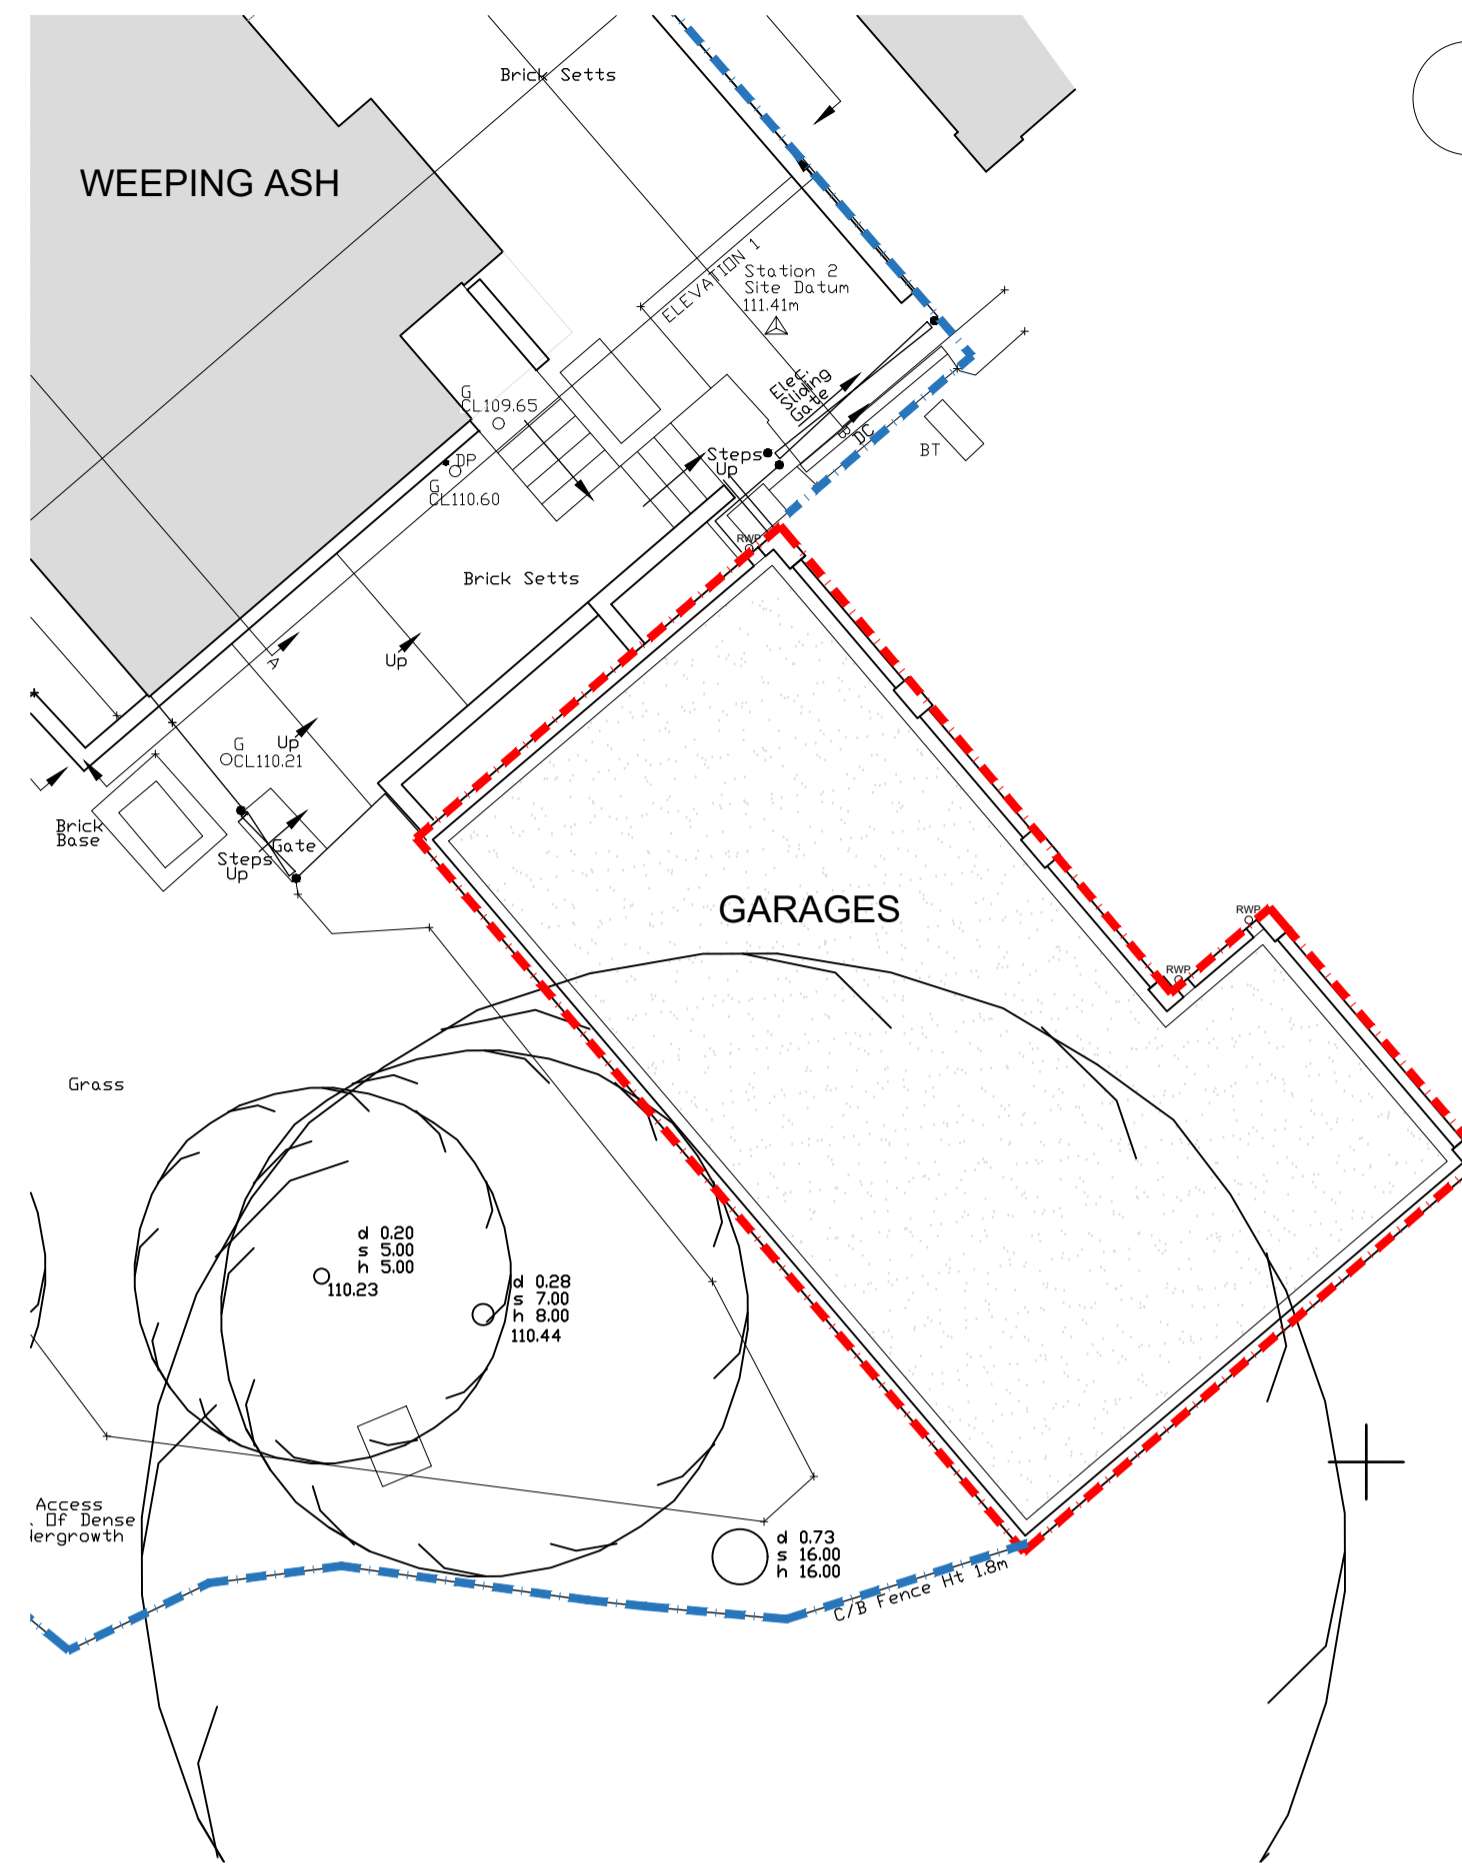 Brick Setts
WEEPING ASH
ELEVATION 1
Station 2
Site Datum
111.41m
Elec.
Sliding
Gate
G
CL109.65
B
DC
BT
Steps
Up
DP
G
CL110.60
RWP
Brick Setts
A
Up
G
CL110.21
Up
Brick
Base
Gate
Steps
Up
GARAGES
RWP
RWP
Grass
d 0.20
s 5.00
h 5.00
110.23
d 0.28
s 7.00
h 8.00
110.44
Access
Of Dense
dergrowth
d 0.73
s 16.00
h 16.00
C/B Fence Ht 1.8m